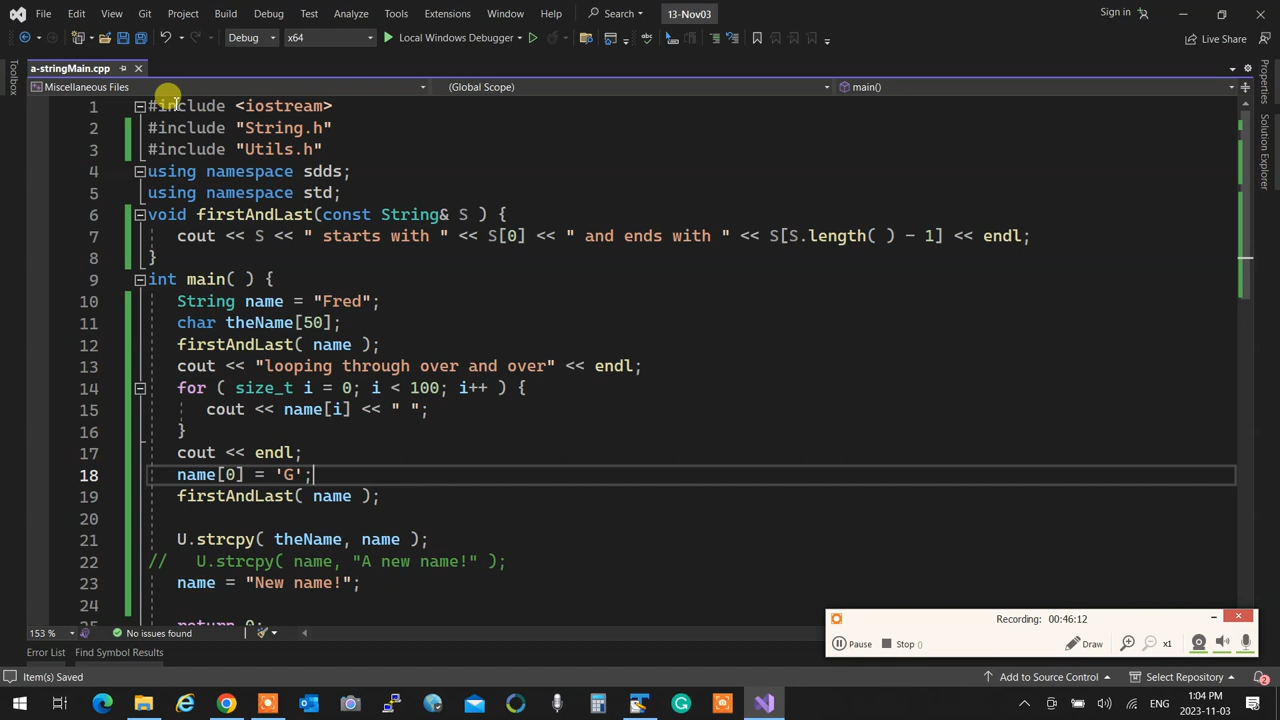 File Edit View Git Project Build Debug Test Analyze Tools Extensions Window Help Search 13-Nov03 Sign in
Debug x64 Local Windows Debugger Live Share
a-stringMain.cpp
Toolbox
Miscellaneous Files (Global Scope) main()
Properties
Solution Explorer
1 #include <iostream>
2 #include "String.h"
3 #include "Utils.h"
4 using namespace sdds;
5 using namespace std;
6 void firstAndLast(const String& S ) {
7 cout << S << " starts with " << S[0] << " and ends with " << S[S.length( ) - 1] << endl;
8 }
9 int main( ) {
10 String name = "Fred";
11 char theName[50];
12 firstAndLast( name );
13 cout << "looping through over and over" << endl;
14 for ( size_t i = 0; i < 100; i++ ) {
15 cout << name[i] << " ";
16 }
17 cout << endl;
18 name[0] = 'G';
19 firstAndLast( name );
20
21 U.strcpy( theName, name );
22 // U.strcpy( name, "A new name!" );
23 name = "New name!";
24
25 return 0;
153 % No issues found
Recording: 00:46:12
Pause Stop () Draw x1
Error List Find Symbol Results
Item(s) Saved Add to Source Control Select Repository 2
ENG 1:04 PM
2023-11-03